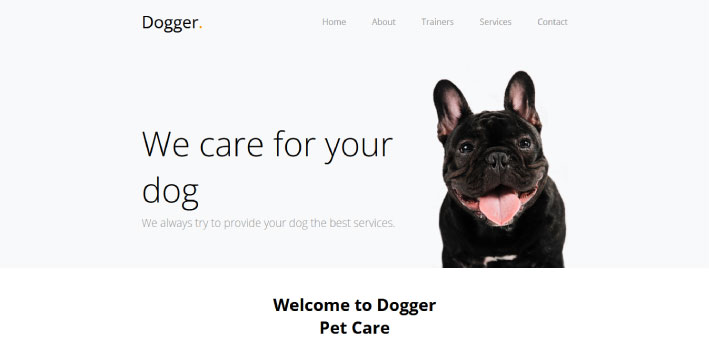 Dogger.
Home About Trainers Services Contact
We care for your
dog
We always try to provide your dog the best services.
Welcome to Dogger
Pet Care